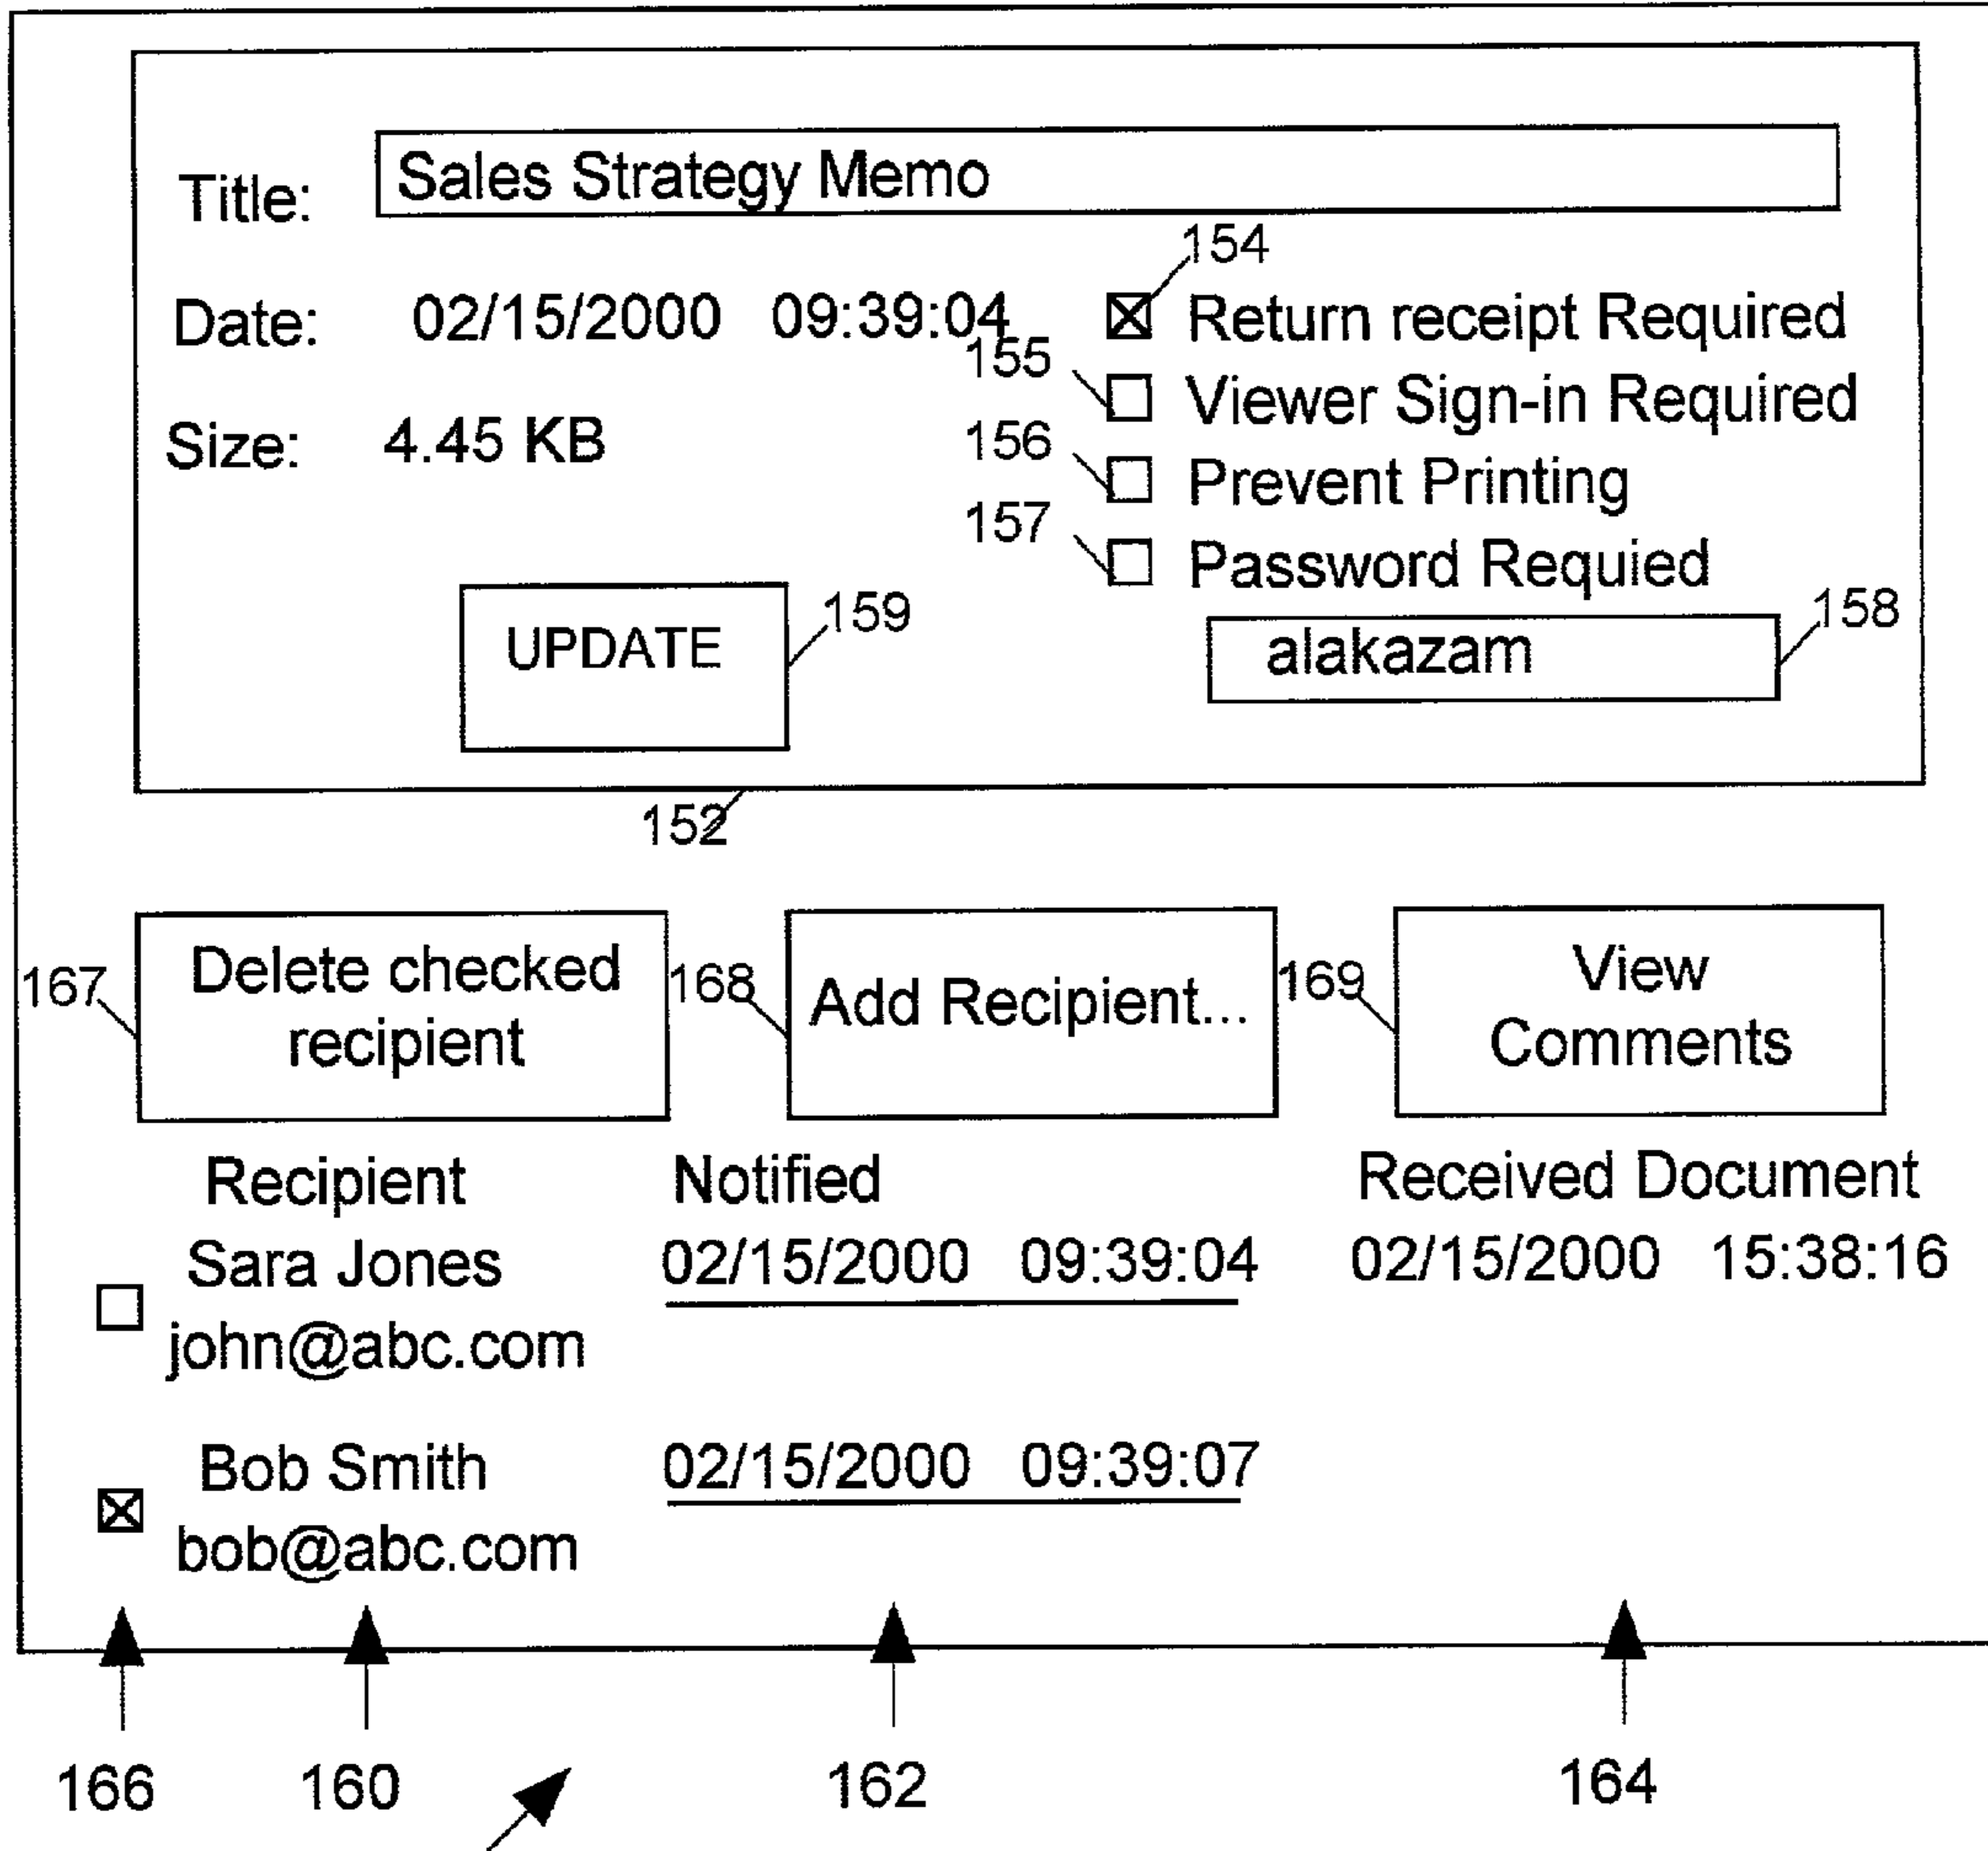 Title: Sales Strategy Memo
154
Date: 02/15/2000 09:39:04 Return receipt Required
155 Viewer Sign-in Required
Size: 4.45 KB
156 Prevent Printing
157 Password Requied
UPDATE 159
alakazam 158
152
167 Delete checked recipient
168 Add Recipient...
169 View Comments
Recipient Notified Received Document
Sara Jones 02/15/2000 09:39:04 02/15/2000 15:38:16
john@abc.com
Bob Smith 02/15/2000 09:39:07
bob@abc.com
166 160 162 164